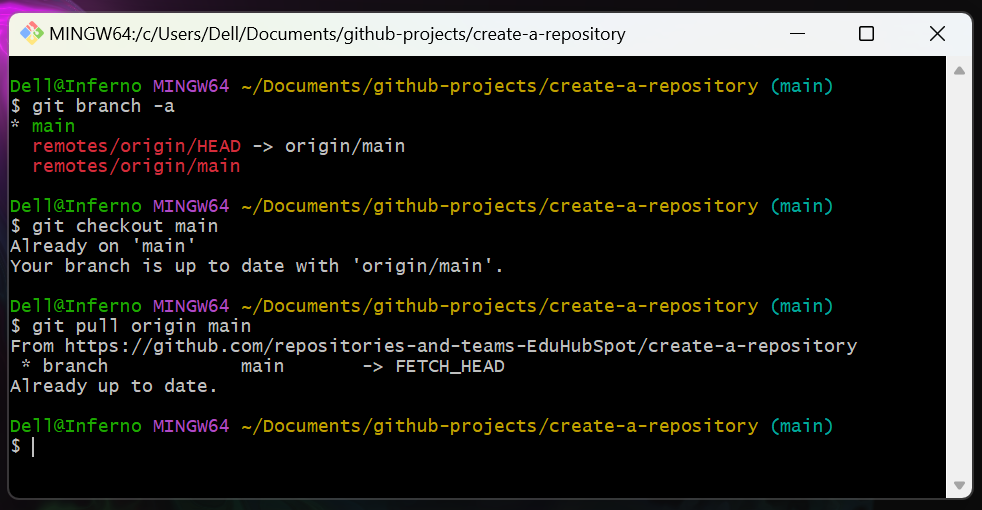 MINGW64:/c/Users/Dell/Documents/github-projects/create-a-repository
Dell@Inferno MINGW64 ~/Documents/github-projects/create-a-repository (main)
$ git branch -a
* main
  remotes/origin/HEAD -> origin/main
  remotes/origin/main
Dell@Inferno MINGW64 ~/Documents/github-projects/create-a-repository (main)
$ git checkout main
Already on 'main'
Your branch is up to date with 'origin/main'.
Dell@Inferno MINGW64 ~/Documents/github-projects/create-a-repository (main)
$ git pull origin main
From https://github.com/repositories-and-teams-EduHubSpot/create-a-repository
 * branch            main       -> FETCH_HEAD
Already up to date.
Dell@Inferno MINGW64 ~/Documents/github-projects/create-a-repository (main)
$